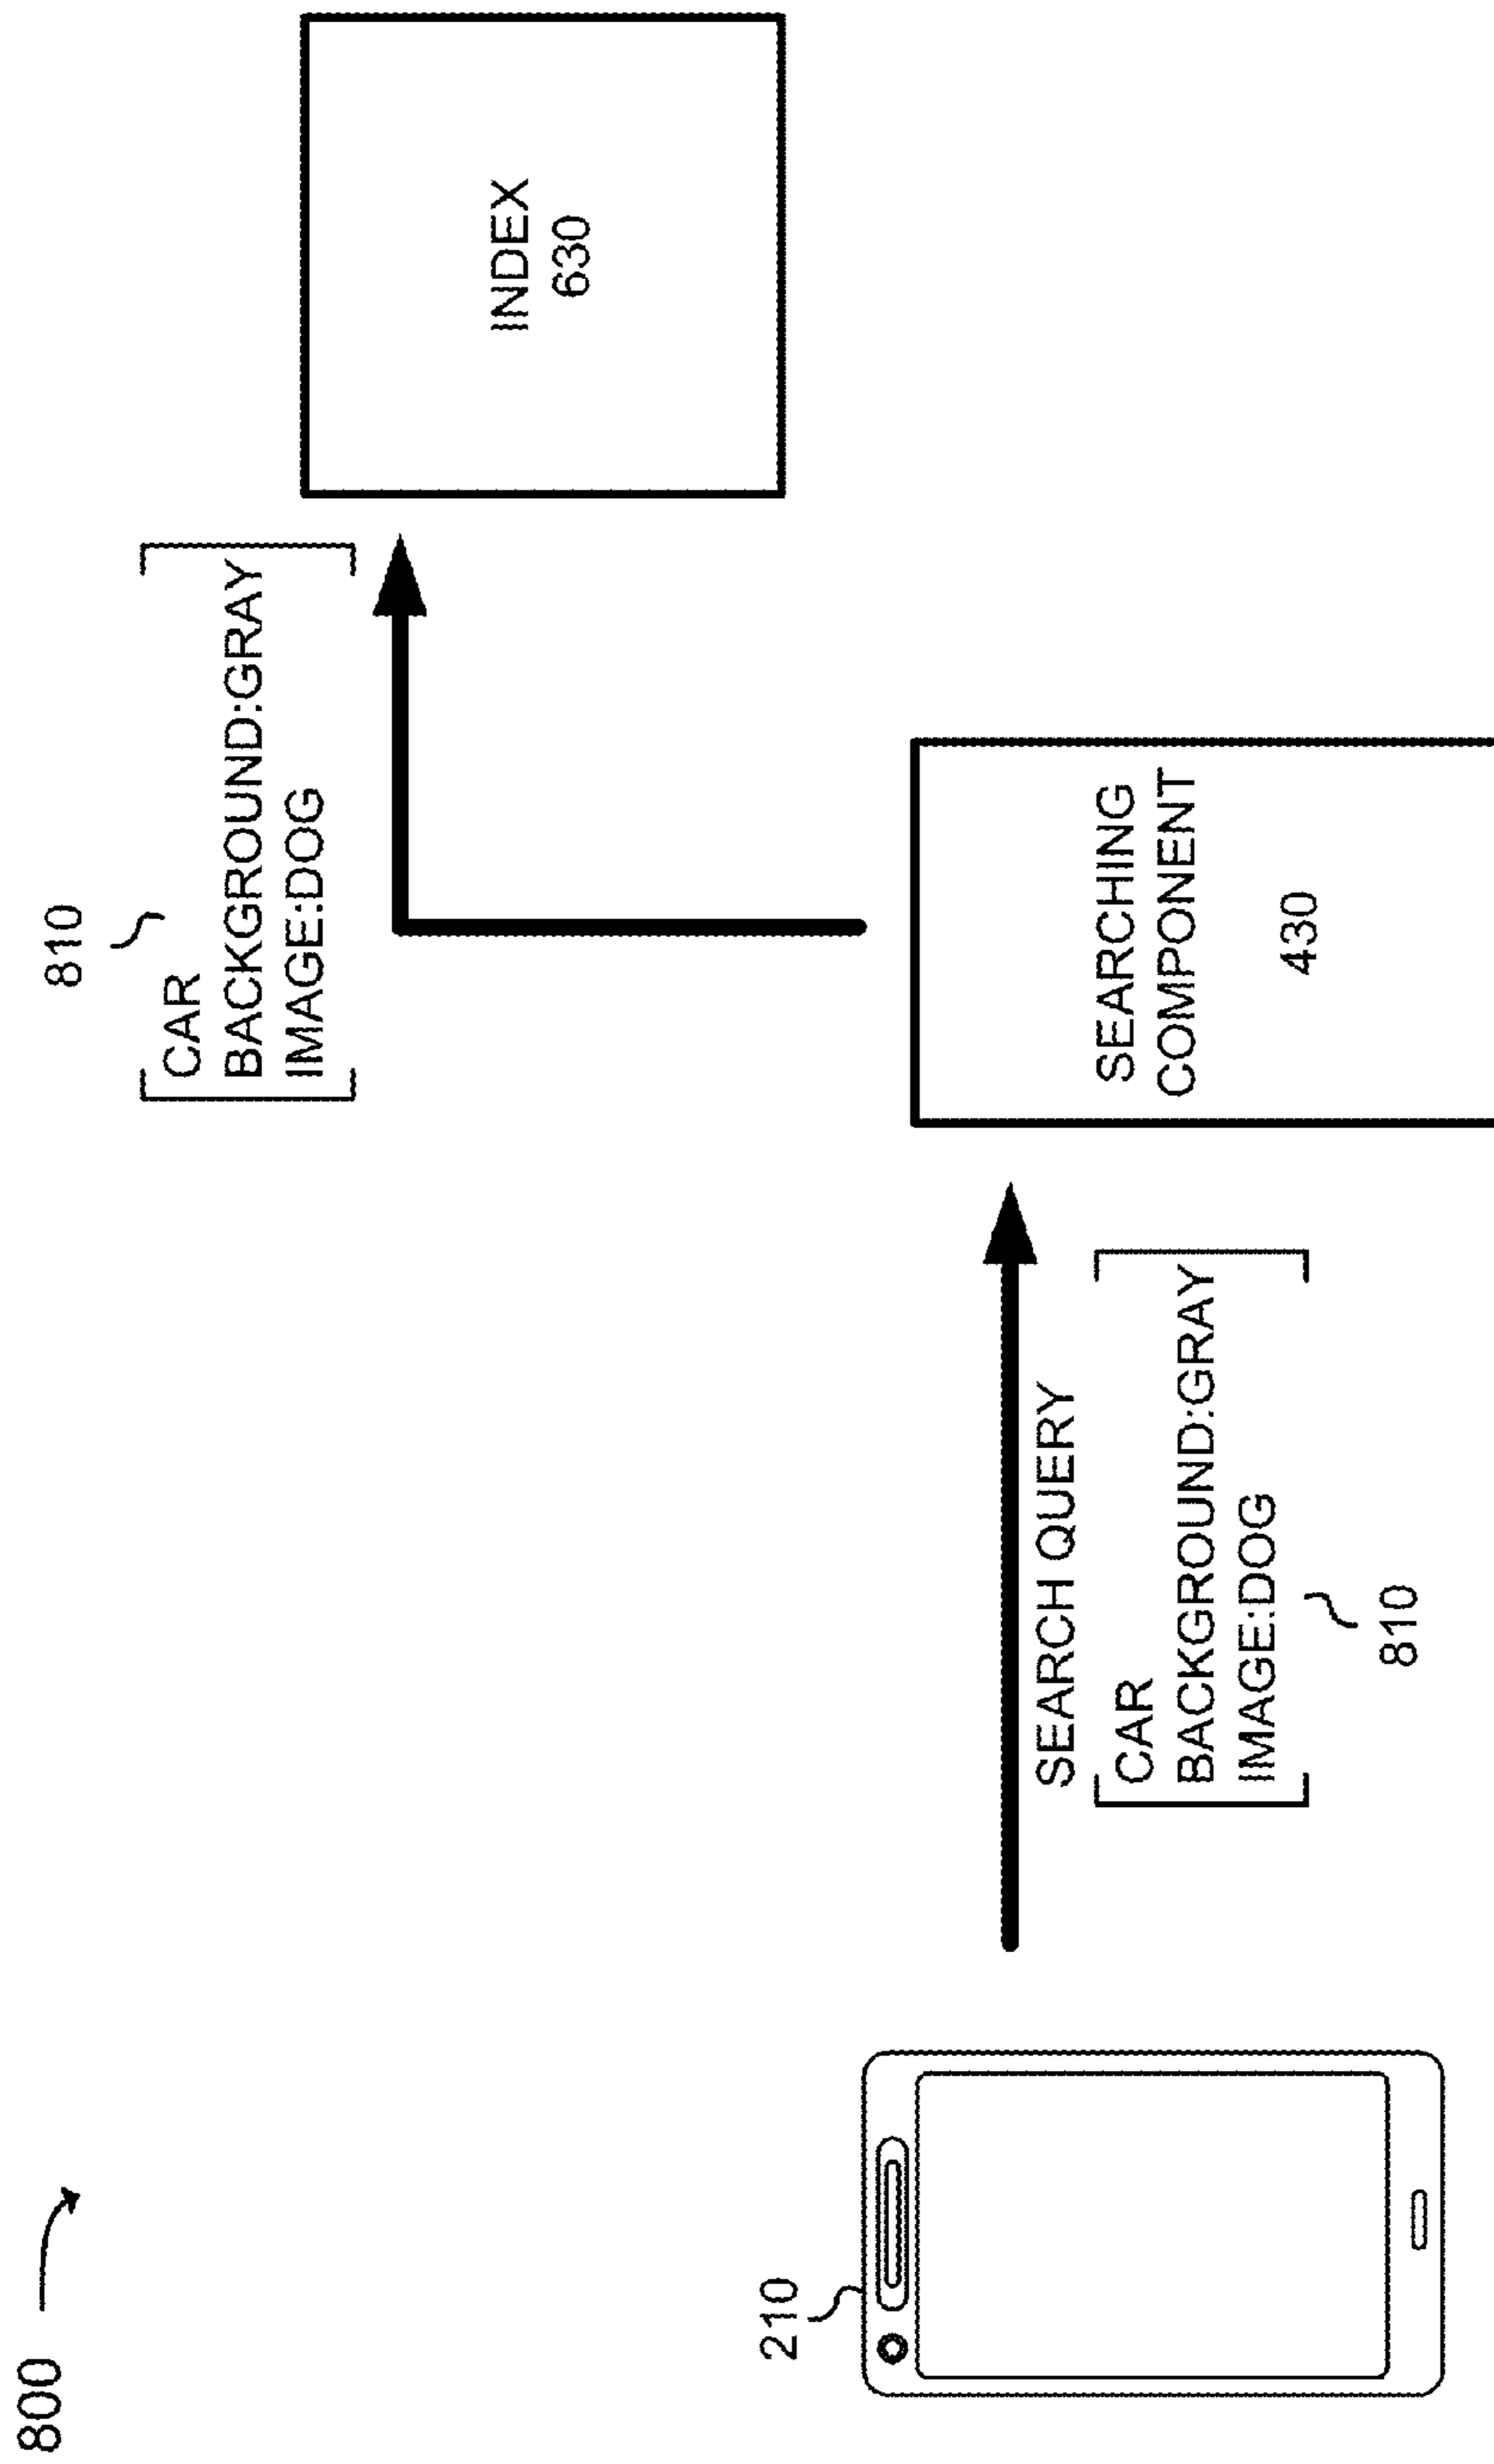 800
810
CAR
BACKGROUND:GRAY
IMAGE:DOG
INDEX
630
210
SEARCH QUERY
CAR
BACKGROUND:GRAY
IMAGE:DOG
810
SEARCHING
COMPONENT
430